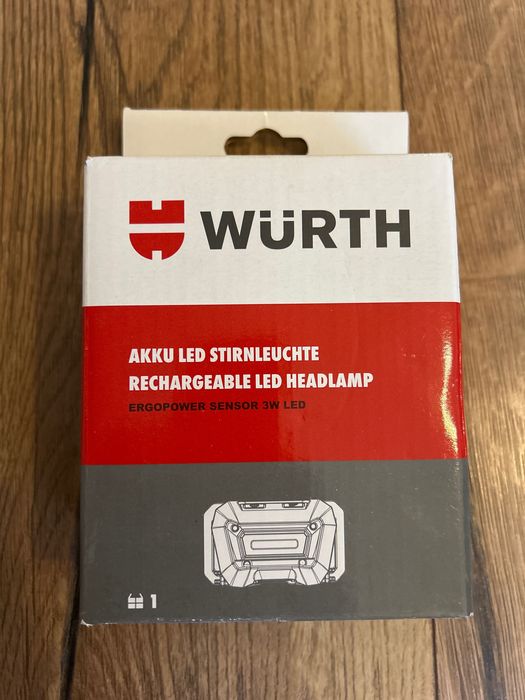 WÜRTH
AKKU LED STIRNLEUCHTE
RECHARGEABLE LED HEADLAMP
ERGOPOWER SENSOR 3W LED
1